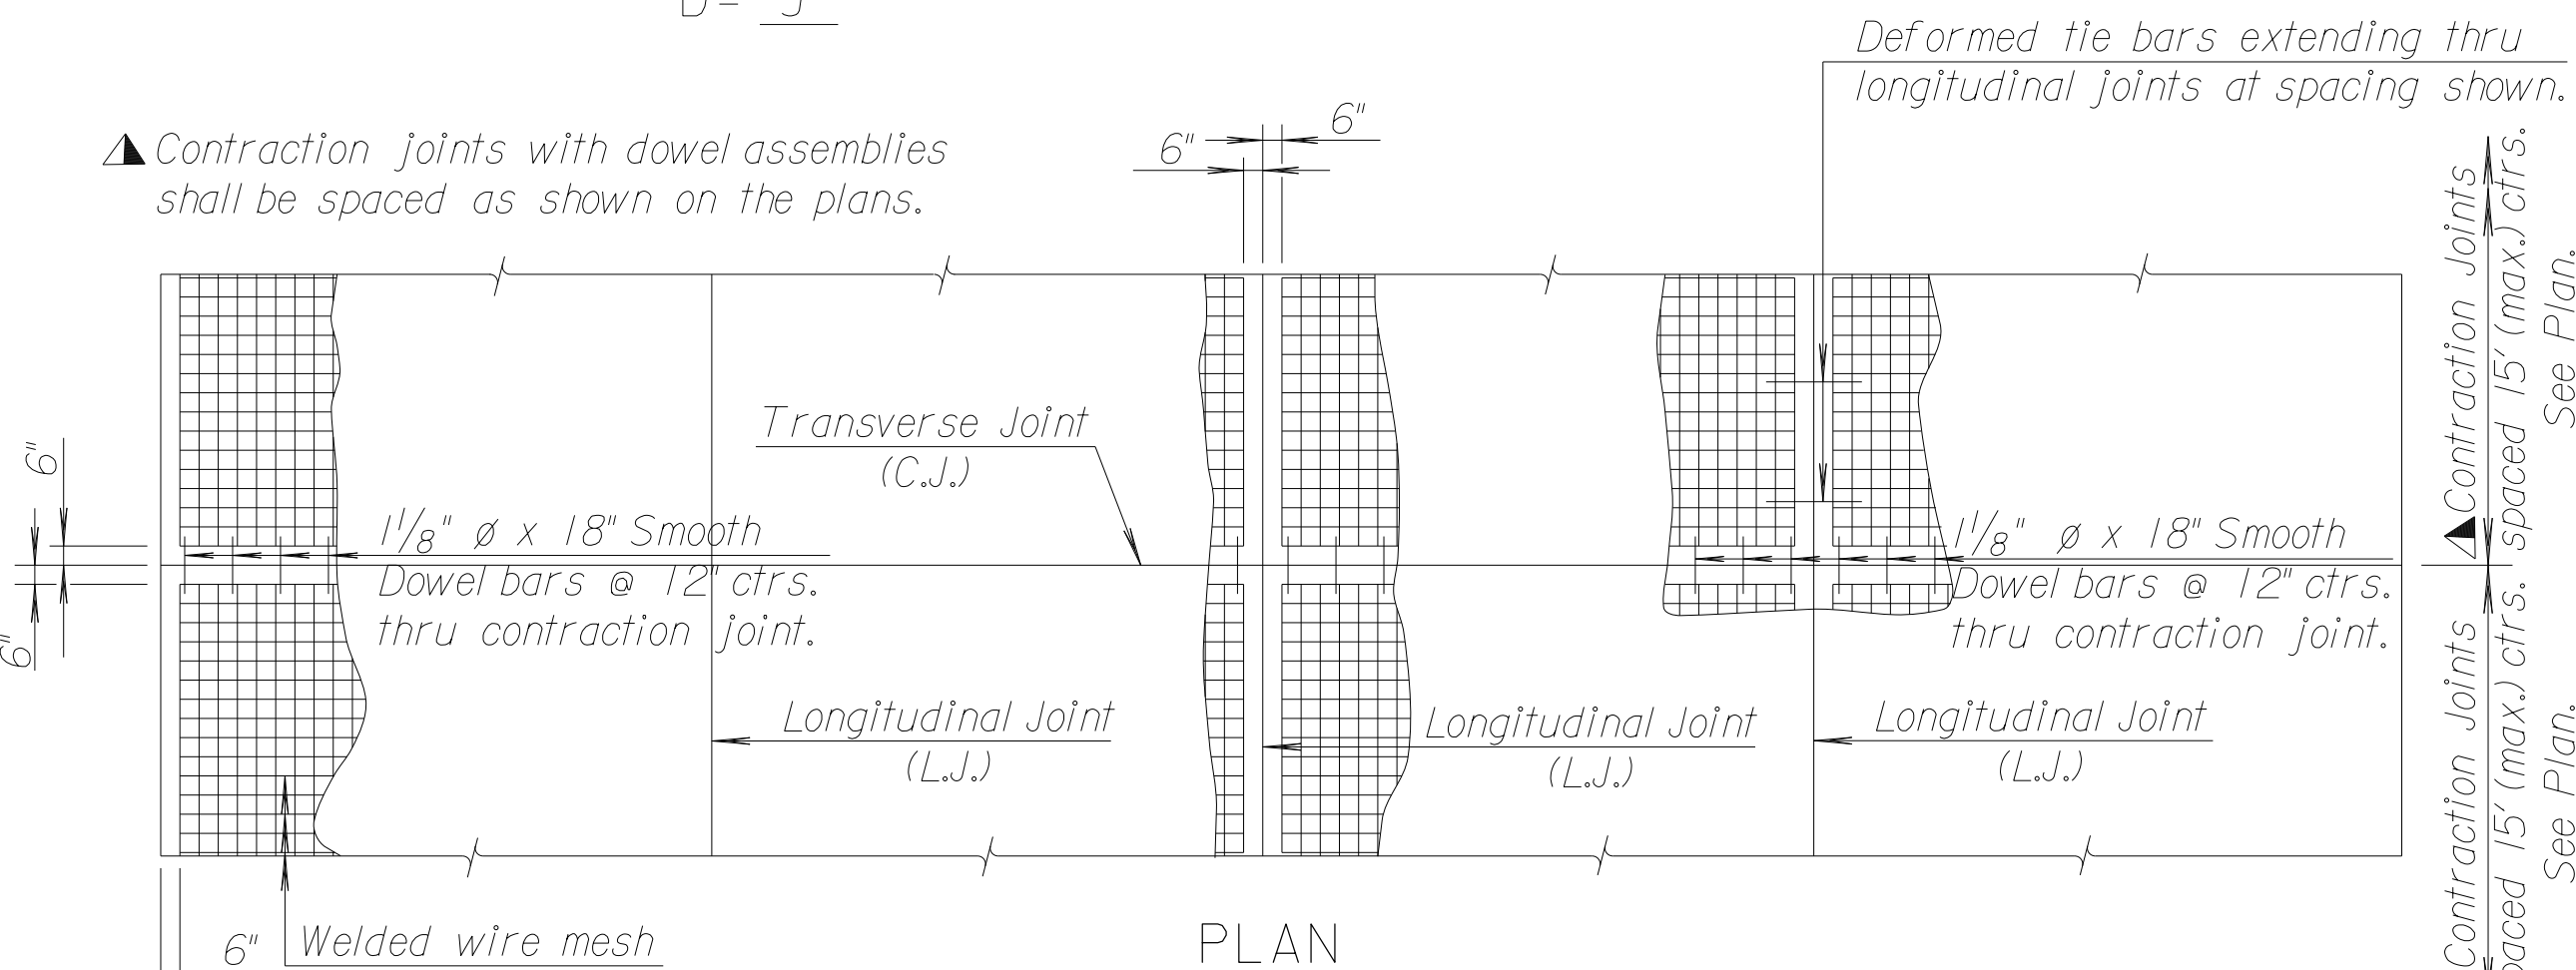 Deformed tie bars extending thru
longitudinal joints at spacing shown.
6"
6"
Contraction joints with dowel assemblies
shall be spaced as shown on the plans.
Transverse Joint
(C.J.)
6"
6"
1 1/8" ø x 18" Smooth
Dowel bars @ 12" ctrs.
thru contraction joint.
1 1/8" ø x 18" Smooth
Dowel bars @ 12" ctrs.
thru contraction joint.
Longitudinal Joint
(L.J.)
Longitudinal Joint
(L.J.)
Longitudinal Joint
(L.J.)
Contraction Joints
spaced 15' (max.) ctrs.
See Plan.
Contraction Joints
15' (max.) ctrs.
See Plan.
6"
Welded wire mesh
PLAN